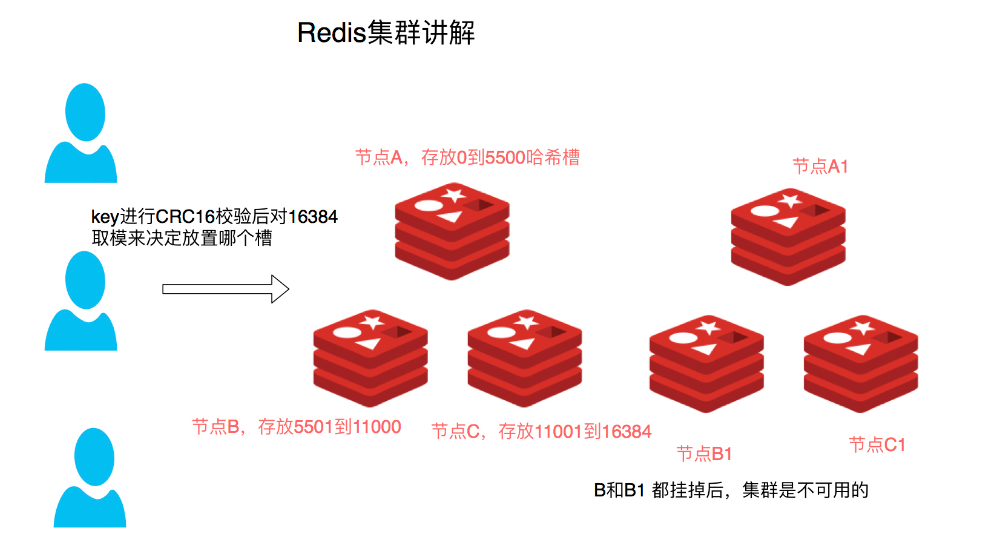 Redis集群讲解
节点A，存放0到5500哈希槽
节点A1
key进行CRC16校验后对16384
取模来决定放置哪个槽
节点B，存放5501到11000
节点C，存放11001到16384
节点B1
节点C1
B和B1 都挂掉后，集群是不可用的